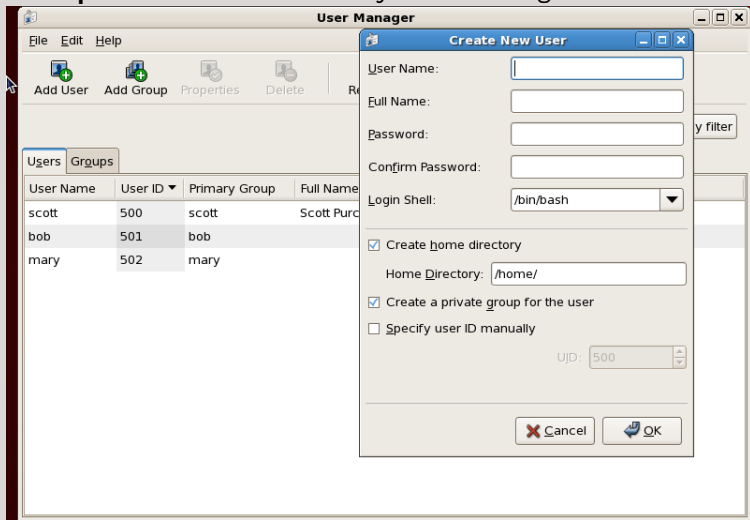 User Manager
File Edit Help
Add User Add Group Properties Delete
y filter
Users Groups
User Name User ID Primary Group Full Name
scott 500 scott Scott Purc
bob 501 bob
mary 502 mary
Create New User
User Name:
Full Name:
Password:
Confirm Password:
Login Shell: /bin/bash
Create home directory
Home Directory: /home/
Create a private group for the user
Specify user ID manually
UID: 500
Cancel OK